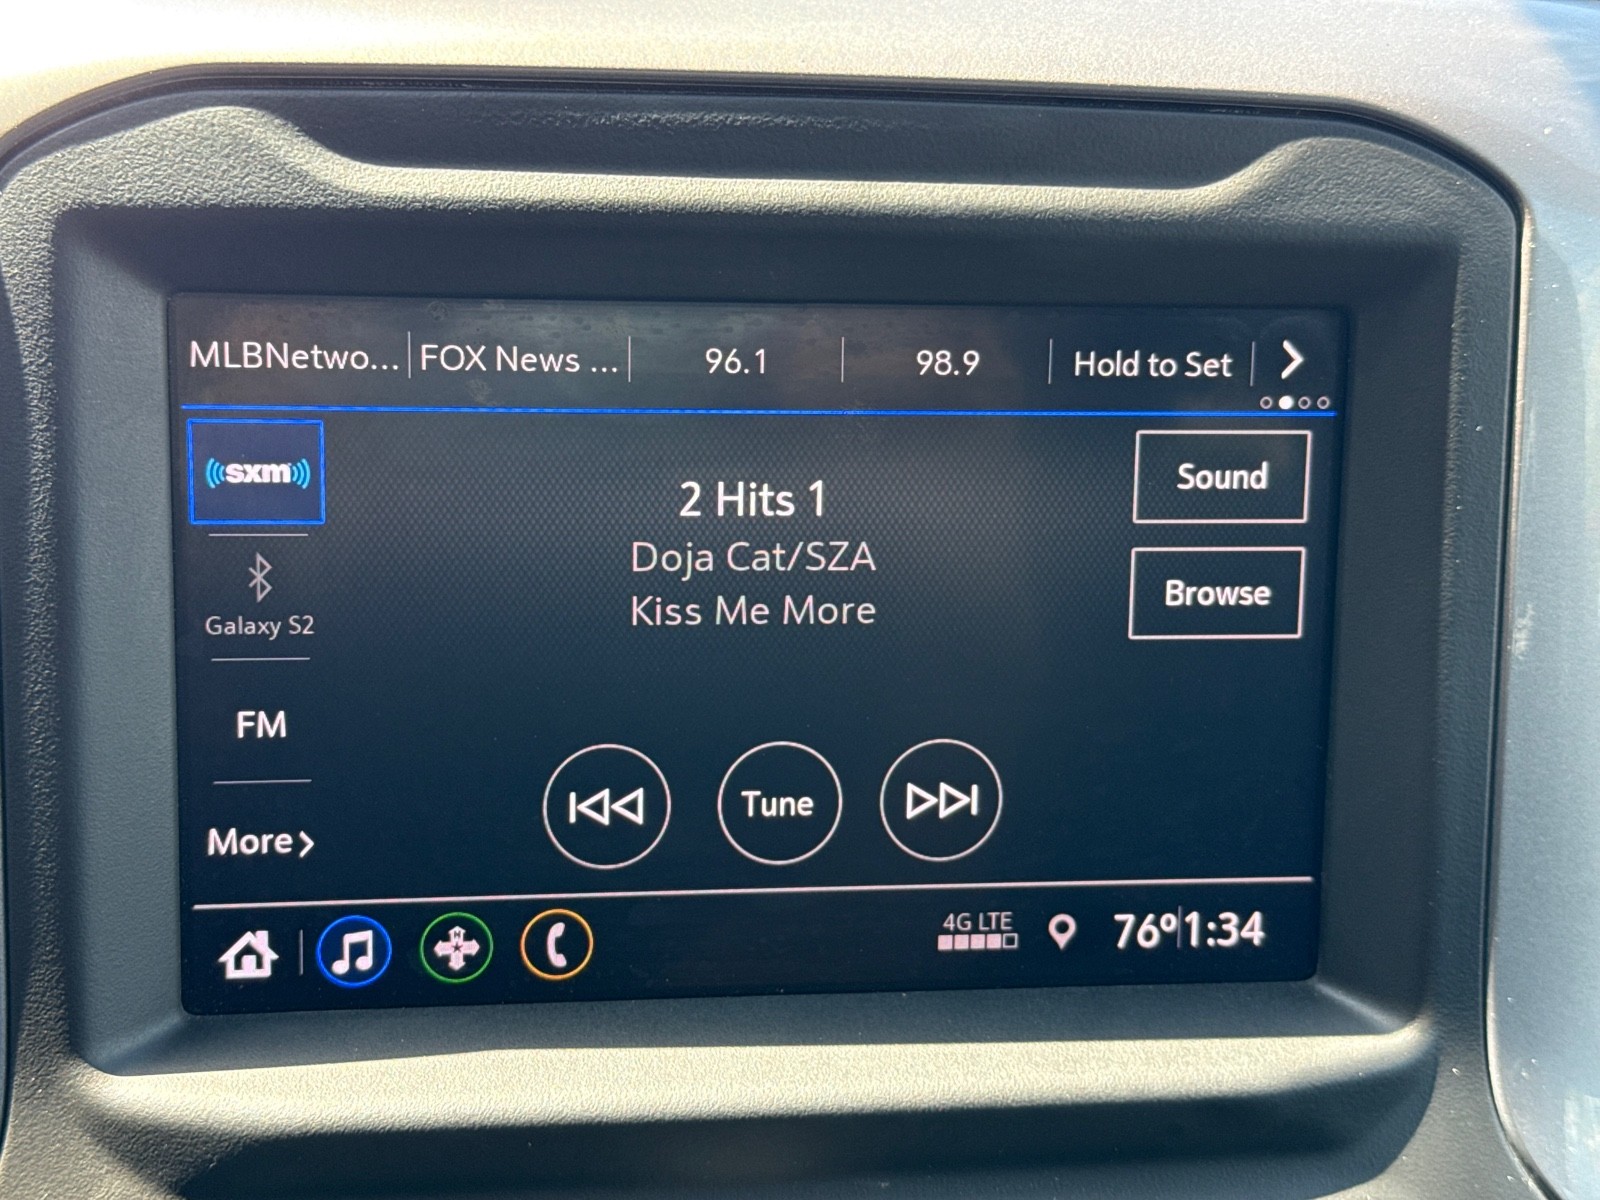 MLBNetwo... FOX News ... 96.1 98.9 Hold to Set
sxm
2 Hits 1
Doja Cat/SZA
Kiss Me More
Sound
Browse
Galaxy S2
FM
More
Tune
4G LTE
76° 1:34